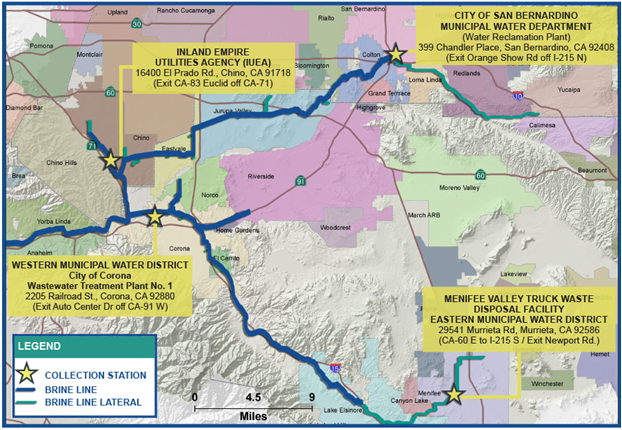 Upland
Rancho Cucamonga
San Bernardino
Rialto
30
Pomona
Montclair
CITY OF SAN BERNARDINO
MUNICIPAL WATER DEPARTMENT
(Water Reclamation Plant)
399 Chandler Place, San Bernardino, CA 92408
(Exit Orange Show Rd off I-215 N)
INLAND EMPIRE
UTILITIES AGENCY (IUEA)
16400 El Prado Rd., Chino, CA 91718
(Exit CA-83 Euclid off CA-71)
Bloomington
Colton
Loma Linda
Redlands
10
Yucaipa
Grand Terrace
Highgrove
Calimesa
Diamond Bar
60
Jurupa Valley
Chino
Eastvale
71
Chino Hills
Brea
Riverside
91
60
Beaumont
Norco
Moreno Valley
Yorba Linda
Home Gardens
Woodcrest
March ARB
Anaheim
Corona
El Cerrito
Lakeview
WESTERN MUNICIPAL WATER DISTRICT
City of Corona
Wastewater Treatment Plant No. 1
2205 Railroad St., Corona, CA 92880
(Exit Auto Center Dr off CA-91 W)
MENIFEE VALLEY TRUCK WASTE
DISPOSAL FACILITY
EASTERN MUNICIPAL WATER DISTRICT
29541 Murrieta Rd, Murrieta, CA 92586
(CA-60 E to I-215 S / Exit Newport Rd.)
Hemet
LEGEND
COLLECTION STATION
BRINE LINE
BRINE LINE LATERAL
15
0 4.5 9
Miles
Lake Elsinore
Canyon Lake
Menifee
Winchester